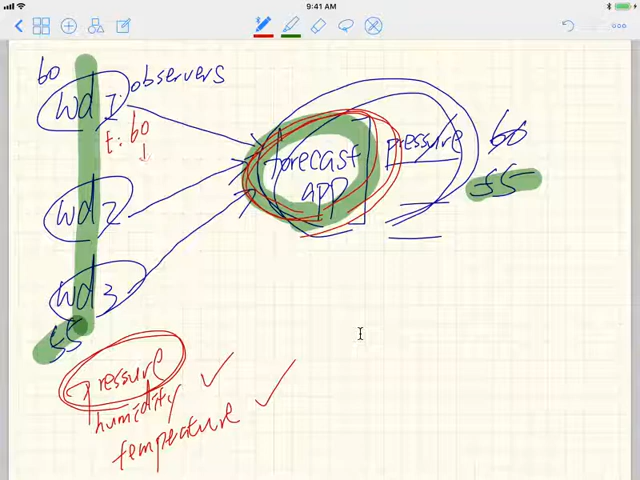 9:41 AM
60
observers
wd 1:
t: 60
forecast
app
pressure
60
55
wd 2
wd 3
55
pressure
humidity
temperature